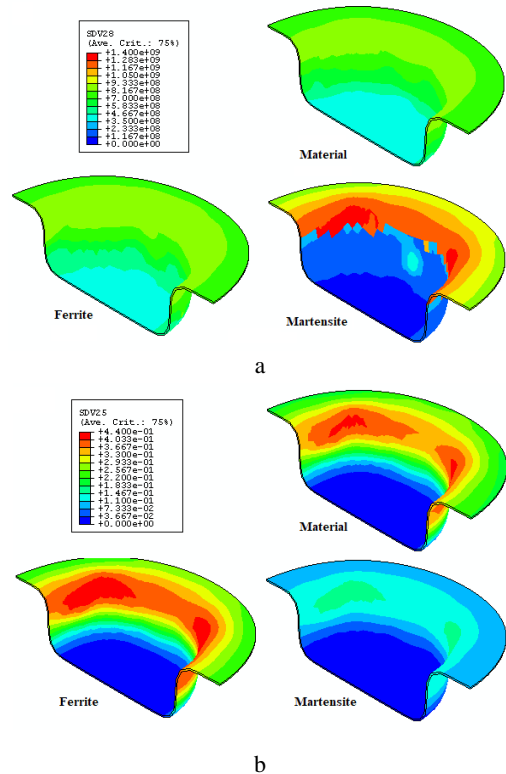 SDV28
(Ave. Crit.: 75%)
+1.400e+09
+1.283e+09
+1.167e+09
+1.050e+09
+9.333e+08
+8.167e+08
+7.000e+08
+5.833e+08
+4.667e+08
+3.500e+08
+2.333e+08
+1.167e+08
+0.000e+00
Material
Ferrite
Martensite
a
SDV25
(Ave. Crit.: 75%)
+4.400e-01
+4.033e-01
+3.667e-01
+3.300e-01
+2.933e-01
+2.567e-01
+2.200e-01
+1.833e-01
+1.467e-01
+1.100e-01
+7.333e-02
+3.667e-02
+0.000e+00
Material
Ferrite
Martensite
b